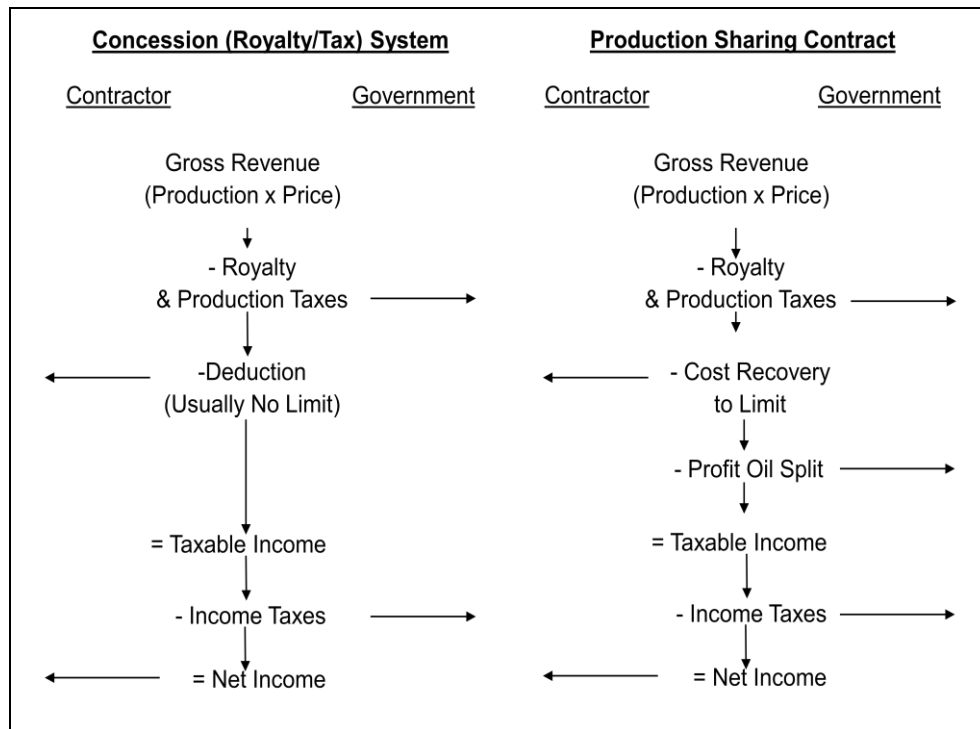 Concession (Royalty/Tax) System
Contractor
Government
Gross Revenue
(Production x Price)
- Royalty
& Production Taxes
-Deduction
(Usually No Limit)
= Taxable Income
- Income Taxes
= Net Income
Production Sharing Contract
Contractor
Government
Gross Revenue
(Production x Price)
- Royalty
& Production Taxes
- Cost Recovery
to Limit
- Profit Oil Split
= Taxable Income
- Income Taxes
= Net Income